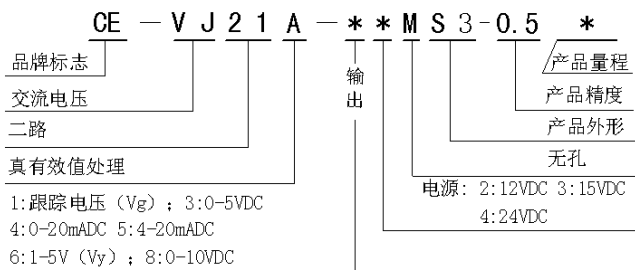 CE — V J 2 1 A — * * M S 3 - 0.5 *
品牌标志
交流电压
二路
真有效值处理
输出
产品量程
产品精度
产品外形
无孔
电源: 2:12VDC 3:15VDC
4:24VDC
1:跟踪电压(Vg); 3:0-5VDC
4:0-20mADC 5:4-20mADC
6:1-5V(Vy); 8:0-10VDC